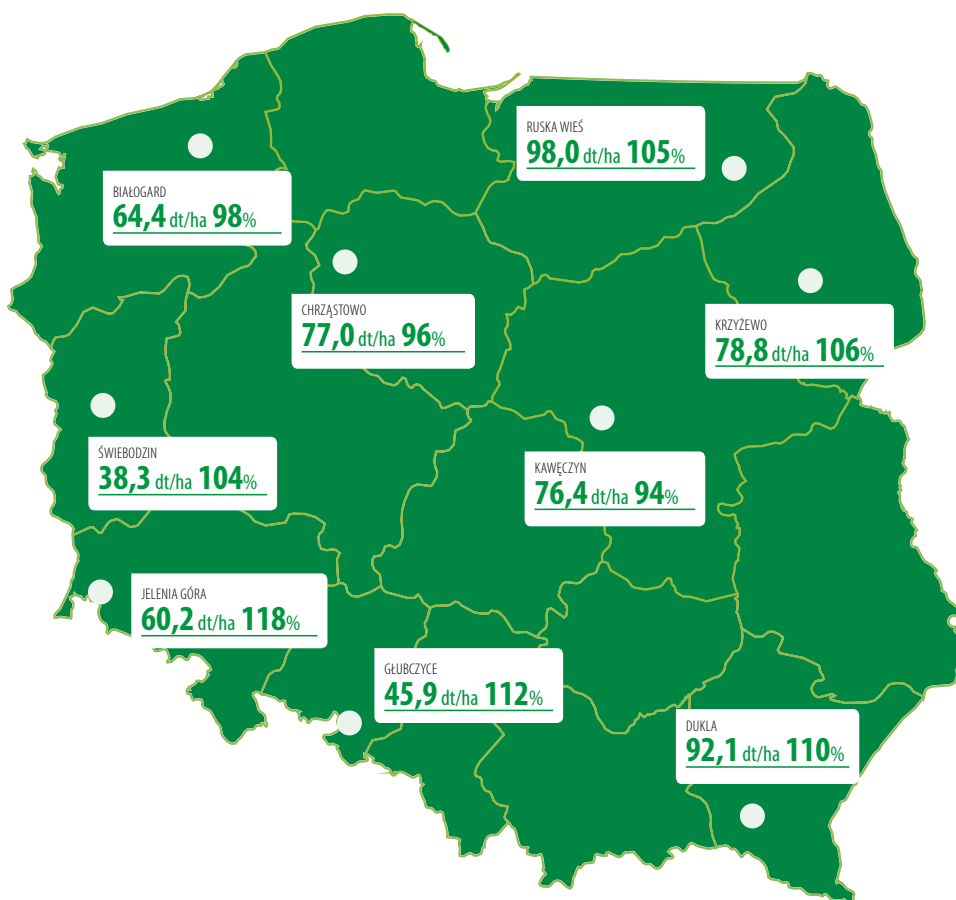 RUSKA WIEŚ
98,0 dt/ha 105%
BIAŁOGARD
64,4 dt/ha 98%
CHRZĄSTOWO
77,0 dt/ha 96%
KRZYŻEWO
78,8 dt/ha 106%
ŚWIEBODZIN
38,3 dt/ha 104%
KAWĘCZYN
76,4 dt/ha 94%
JELENIA GÓRA
60,2 dt/ha 118%
GŁUBCZYCE
45,9 dt/ha 112%
DUKLA
92,1 dt/ha 110%